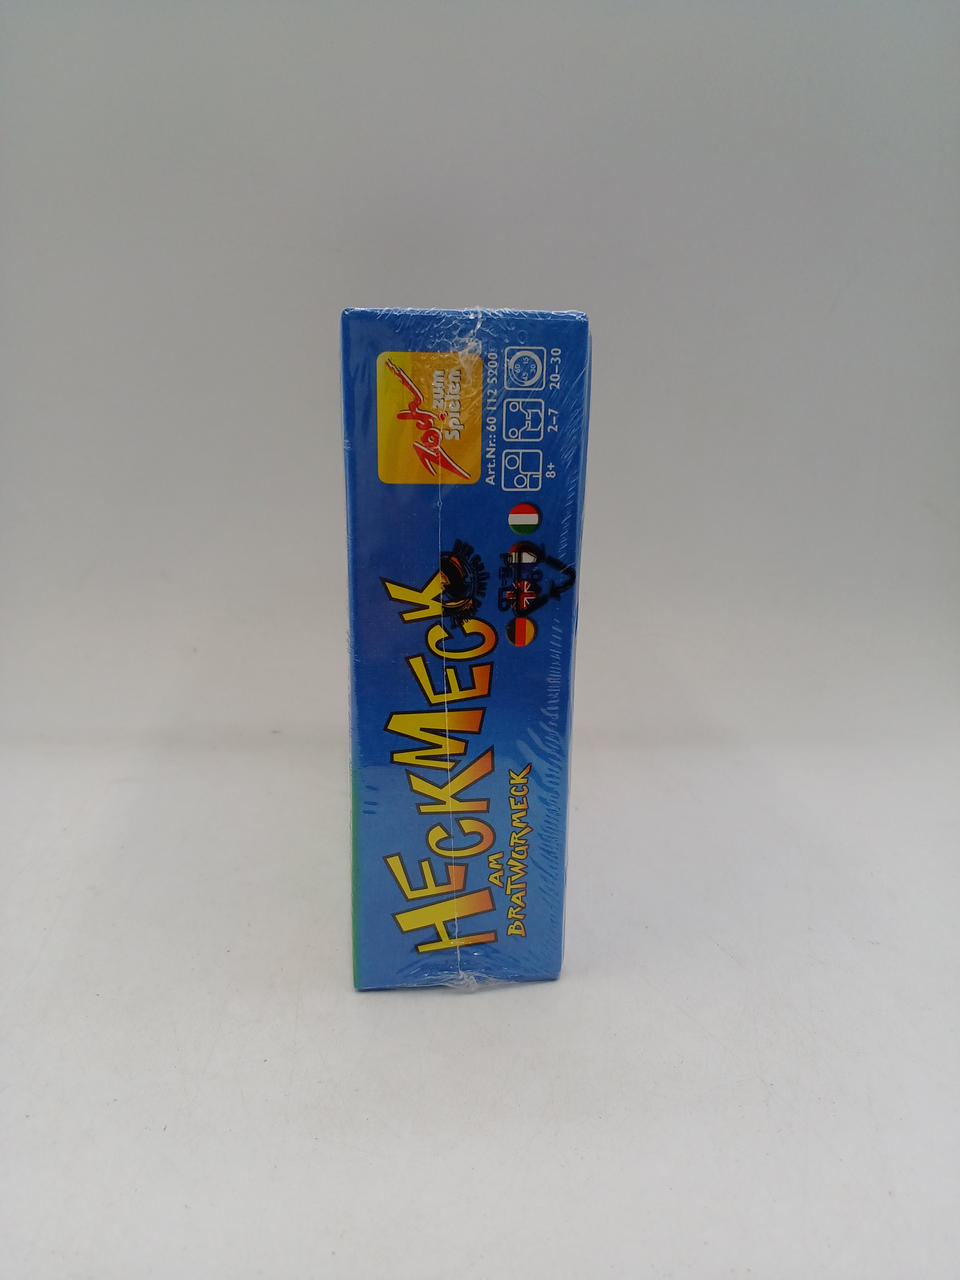 HECKMECK
AM
BRATWURMECK
Zoch
zum
Spielen
Art.Nr.: 60 112 5200
8+
2–7
20–30